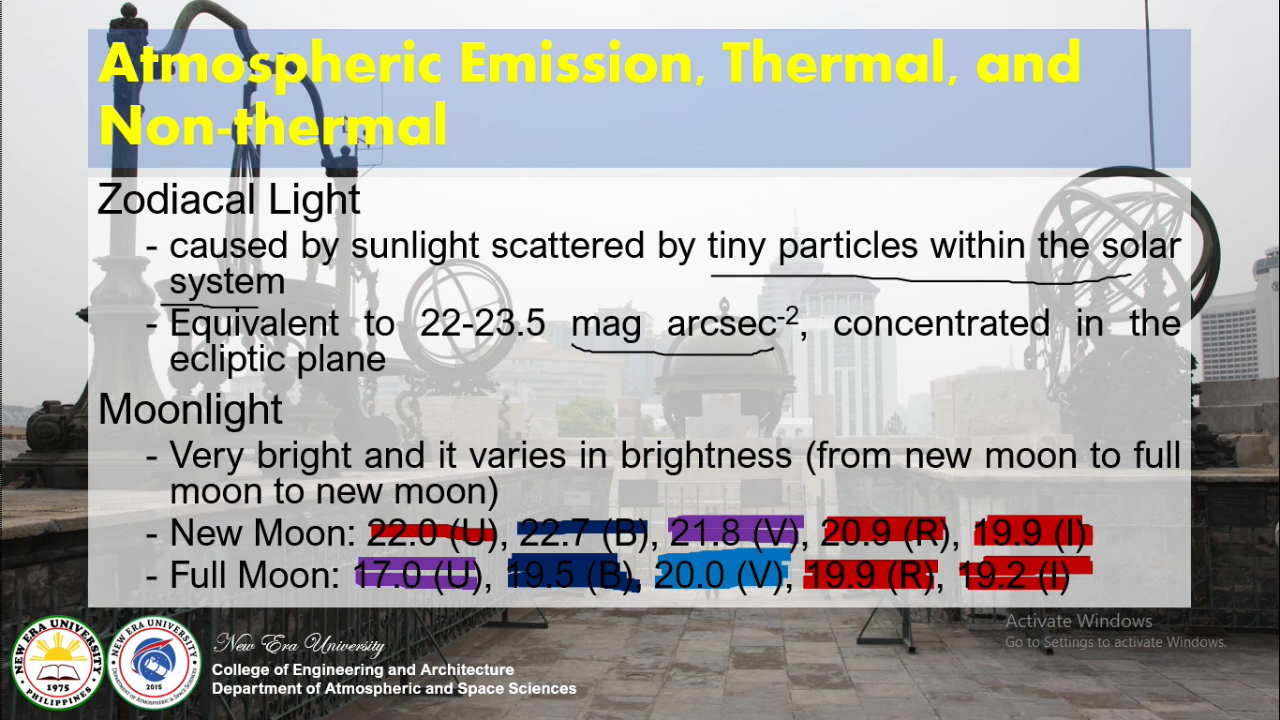 Atmospheric Emission, Thermal, and
Non-thermal
Zodiacal Light
- caused by sunlight scattered by tiny particles within the solar
system
- Equivalent to 22-23.5 mag arcsec⁻², concentrated in the
ecliptic plane
Moonlight
- Very bright and it varies in brightness (from new moon to full
moon to new moon)
- New Moon: 22.0 (U), 22.7 (B), 21.8 (V), 20.9 (R), 19.9 (I)
- Full Moon: 17.0 (U), 19.5 (B), 20.0 (V), 19.9 (R), 19.2 (I)
Activate Windows
Go to Settings to activate Windows.
NEW ERA UNIVERSITY
1975
PHILIPPINES
NEW ERA UNIVERSITY
2015
New Era University
College of Engineering and Architecture
Department of Atmospheric and Space Sciences